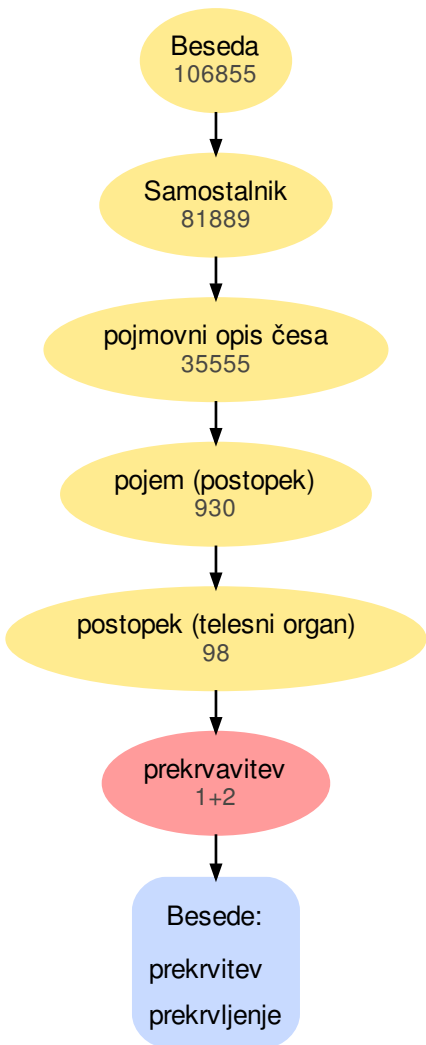 Beseda
106855
Samostalnik
81889
pojmovni opis česa
35555
pojem (postopek)
930
postopek (telesni organ)
98
prekrvavitev
1+2
Besede:
prekrvitev
prekrvljenje